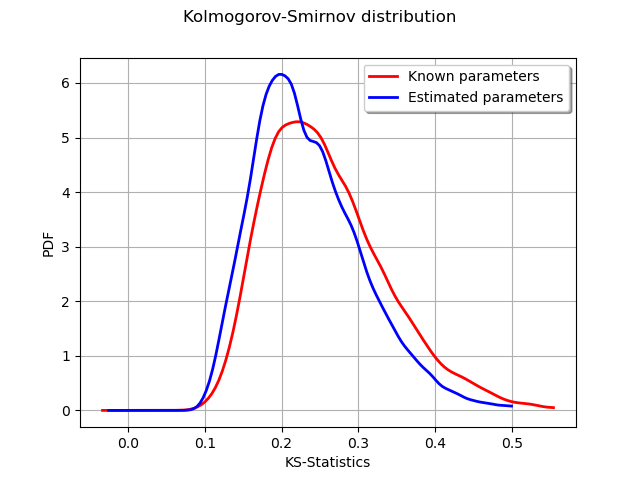 Kolmogorov-Smirnov distribution
Known parameters
Estimated parameters
PDF
6
5
4
3
2
1
0
0.0 0.1 0.2 0.3 0.4 0.5
KS-Statistics